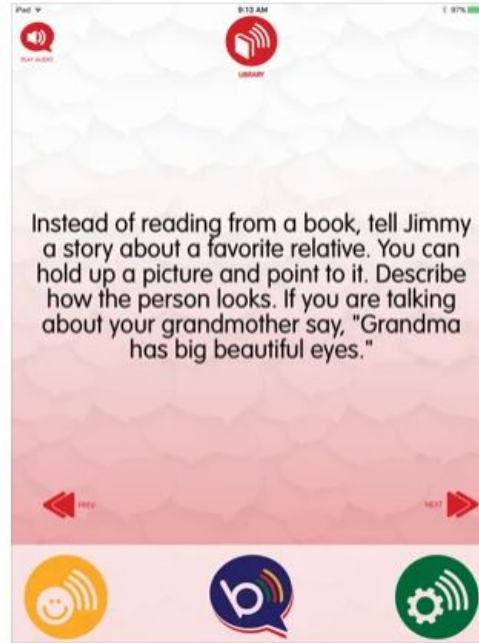 iPad
9:13 AM
97%
PLAY AUDIO
LIBRARY
Instead of reading from a book, tell Jimmy
a story about a favorite relative. You can
hold up a picture and point to it. Describe
how the person looks. If you are talking
about your grandmother say, "Grandma
has big beautiful eyes."
PREV
NEXT
b